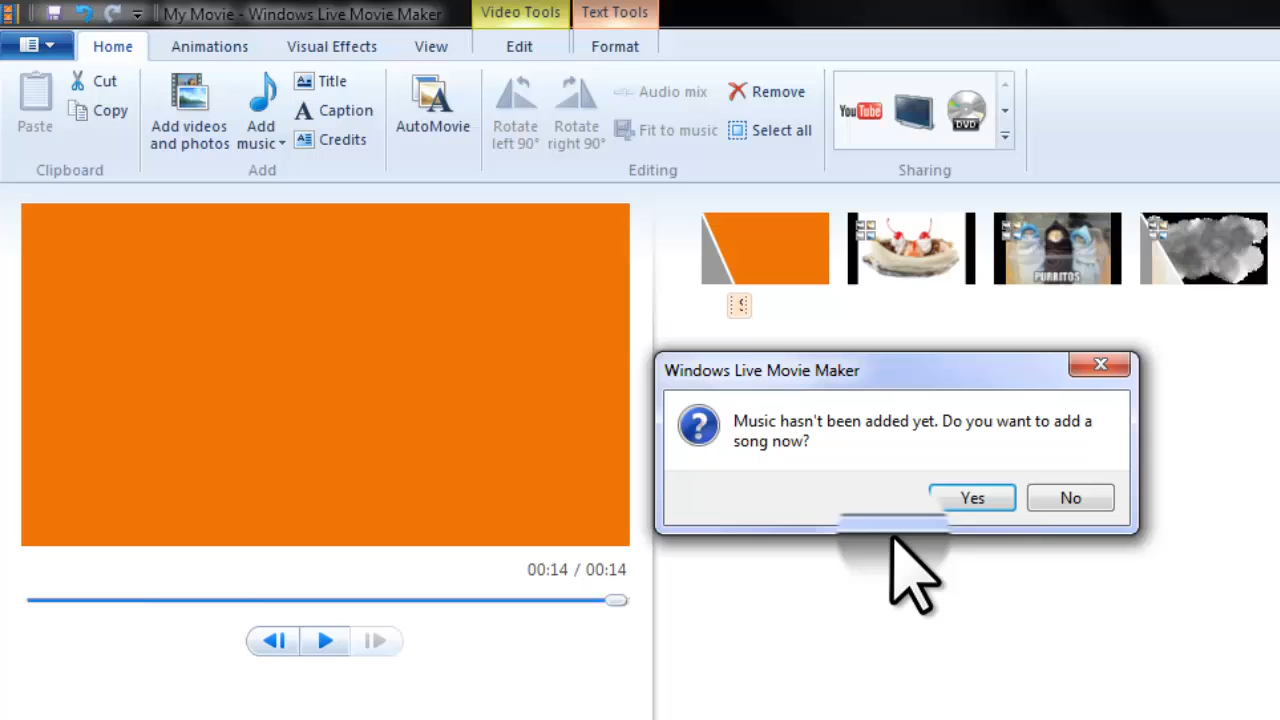 My Movie - Windows Live Movie Maker
Video Tools
Text Tools
Home
Animations
Visual Effects
View
Edit
Format
Paste
Cut
Copy
Clipboard
Add videos
and photos
Add
music
Title
Caption
Credits
Add
AutoMovie
Rotate
left 90°
Rotate
right 90°
Audio mix
Fit to music
Remove
Select all
Editing
YouTube
DVD
Sharing
PURRITOS
Windows Live Movie Maker
Music hasn't been added yet. Do you want to add a
song now?
Yes
No
00:14 / 00:14